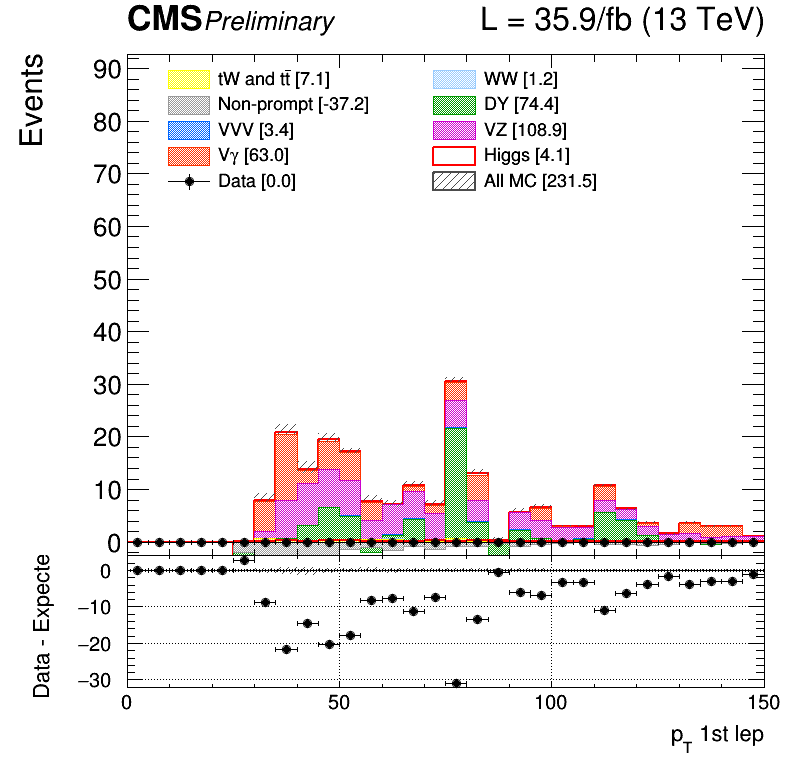 CMS Preliminary L = 35.9/fb (13 TeV)
Events
90
80
70
60
50
40
30
20
10
0
tW and tt̄ [7.1]
WW [1.2]
Non-prompt [-37.2]
DY [74.4]
VVV [3.4]
VZ [108.9]
Vγ [63.0]
Higgs [4.1]
Data [0.0]
All MC [231.5]
Data - Expecte
0
−10
−20
−30
0 50 100 150
p_T 1st lep